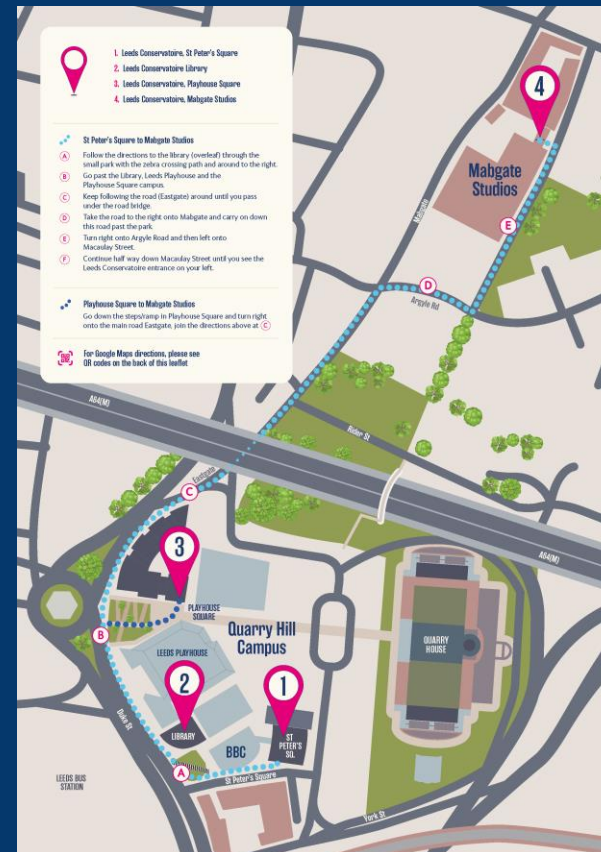 1. Leeds Conservatoire, St Peter's Square
2. Leeds Conservatoire Library
3. Leeds Conservatoire, Playhouse Square
4. Leeds Conservatoire, Mabgate Studios
St Peter's Square to Mabgate Studios
A Follow the directions to the library (overleaf) through the
small park with the zebra crossing path and around to the right.
B Go past the Library, Leeds Playhouse and the
Playhouse Square campus.
C Keep following the road (Eastgate) around until you pass
under the road bridge.
D Take the road to the right onto Mabgate and carry on down
this road past the park.
E Turn right onto Argyle Road and then left onto
Macaulay Street.
F Continue half way down Macaulay Street until you see the
Leeds Conservatoire entrance on your left.
Playhouse Square to Mabgate Studios
Go down the steps/ramp in Playhouse Square and turn right
onto the main road Eastgate, join the directions above at C
For Google Maps directions, please see
QR codes on the back of this leaflet
4
Mabgate
Studios
Mabgate
E
D
Argyle Rd
A64(M)
Rider St
Eastgate
C
A64(M)
3
PLAYHOUSE
SQUARE
B
Quarry Hill
Campus
QUARRY
HOUSE
LEEDS PLAYHOUSE
2
1
Duke St
LIBRARY
BBC
ST
PETER'S
SQ.
A
St Peter's Square
LEEDS BUS
STATION
York St